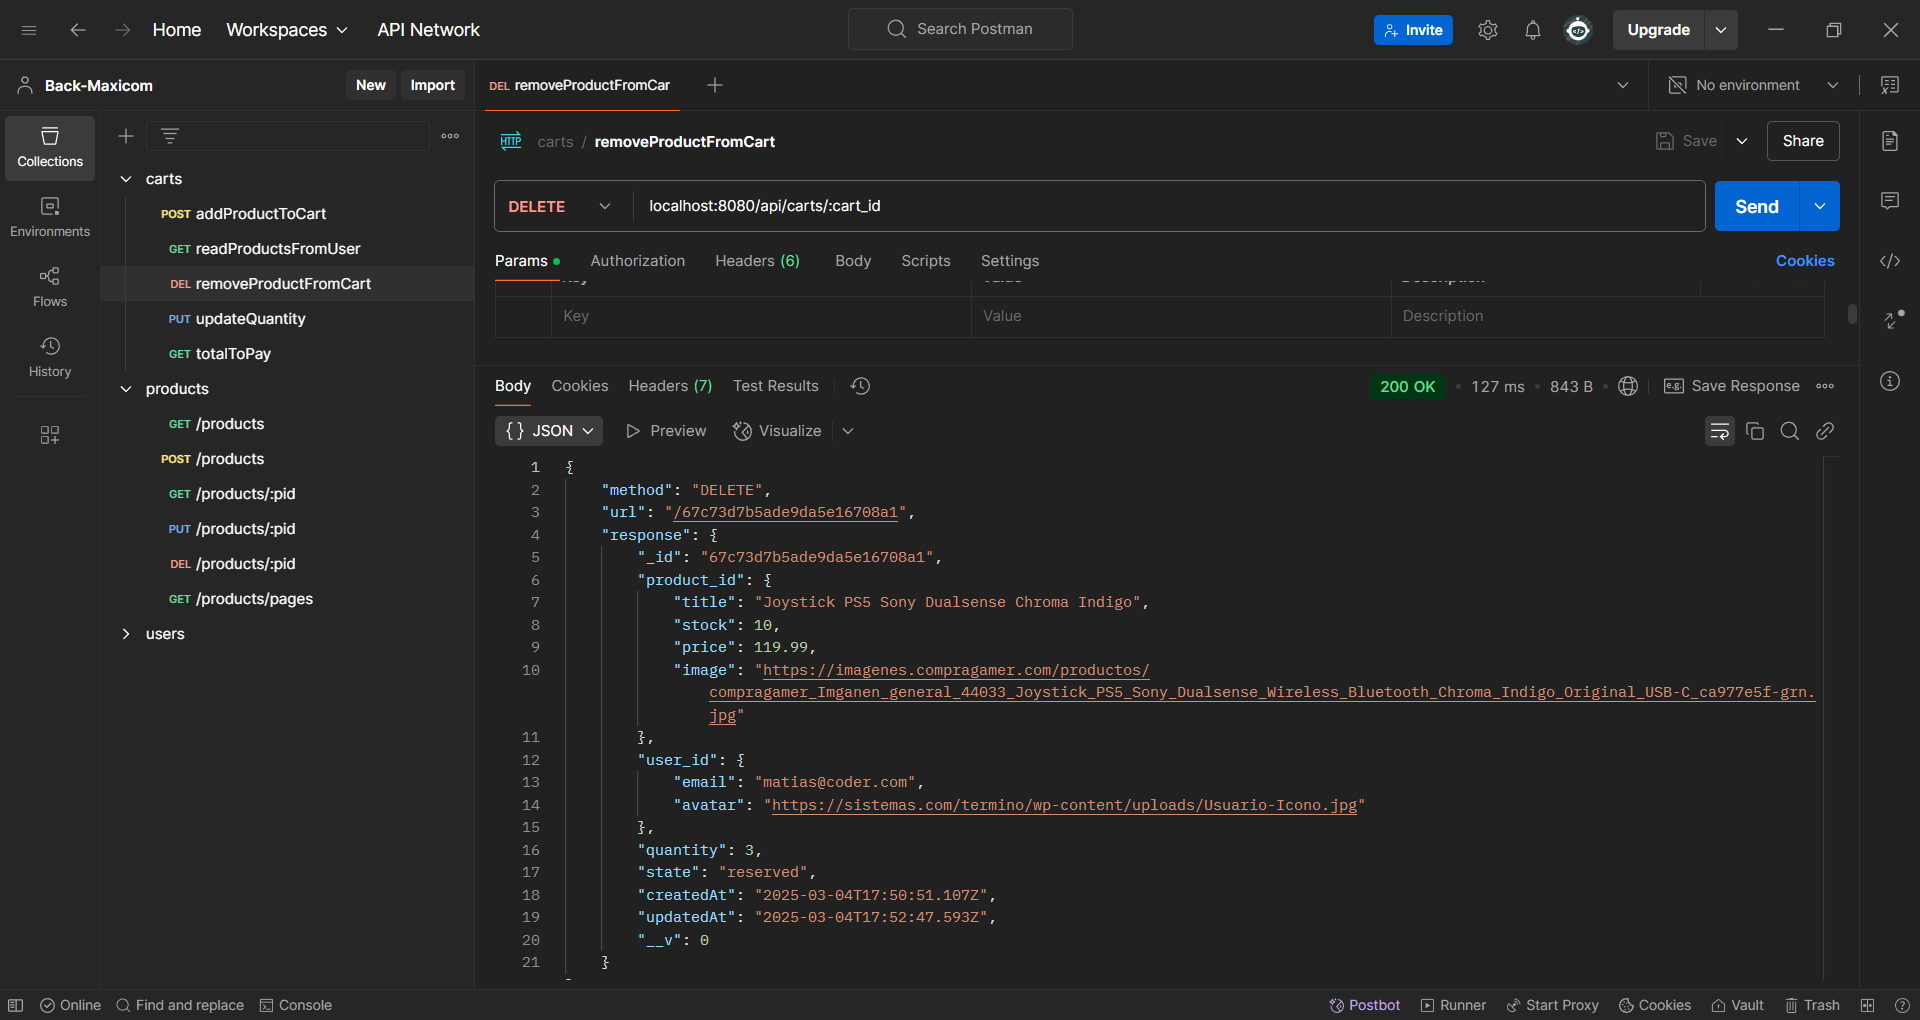 Home Workspaces API Network Search Postman Invite Upgrade
Back-Maxicom New Import DEL removeProductFromCar No environment
Collections
Environments
Flows
History
carts
POST addProductToCart
GET readProductsFromUser
DEL removeProductFromCart
PUT updateQuantity
GET totalToPay
products
GET /products
POST /products
GET /products/:pid
PUT /products/:pid
DEL /products/:pid
GET /products/pages
users
HTTP carts / removeProductFromCart Save Share
DELETE localhost:8080/api/carts/:cart_id Send
Params Authorization Headers (6) Body Scripts Settings Cookies
Key Value Description
Key Value Description
Body Cookies Headers (7) Test Results 200 OK 127 ms 843 B e.g. Save Response
{} JSON Preview Visualize
1 {
2 "method": "DELETE",
3 "url": "/67c73d7b5ade9da5e16708a1",
4 "response": {
5 "_id": "67c73d7b5ade9da5e16708a1",
6 "product_id": {
7 "title": "Joystick PS5 Sony Dualsense Chroma Indigo",
8 "stock": 10,
9 "price": 119.99,
10 "image": "https://imagenes.compragamer.com/productos/
compragamer_Imganen_general_44033_Joystick_PS5_Sony_Dualsense_Wireless_Bluetooth_Chroma_Indigo_Original_USB-C_ca977e5f-grn.
jpg"
11 },
12 "user_id": {
13 "email": "matias@coder.com",
14 "avatar": "https://sistemas.com/termino/wp-content/uploads/Usuario-Icono.jpg"
15 },
16 "quantity": 3,
17 "state": "reserved",
18 "createdAt": "2025-03-04T17:50:51.107Z",
19 "updatedAt": "2025-03-04T17:52:47.593Z",
20 "__v": 0
21 }
Online Find and replace Console Postbot Runner Start Proxy Cookies Vault Trash